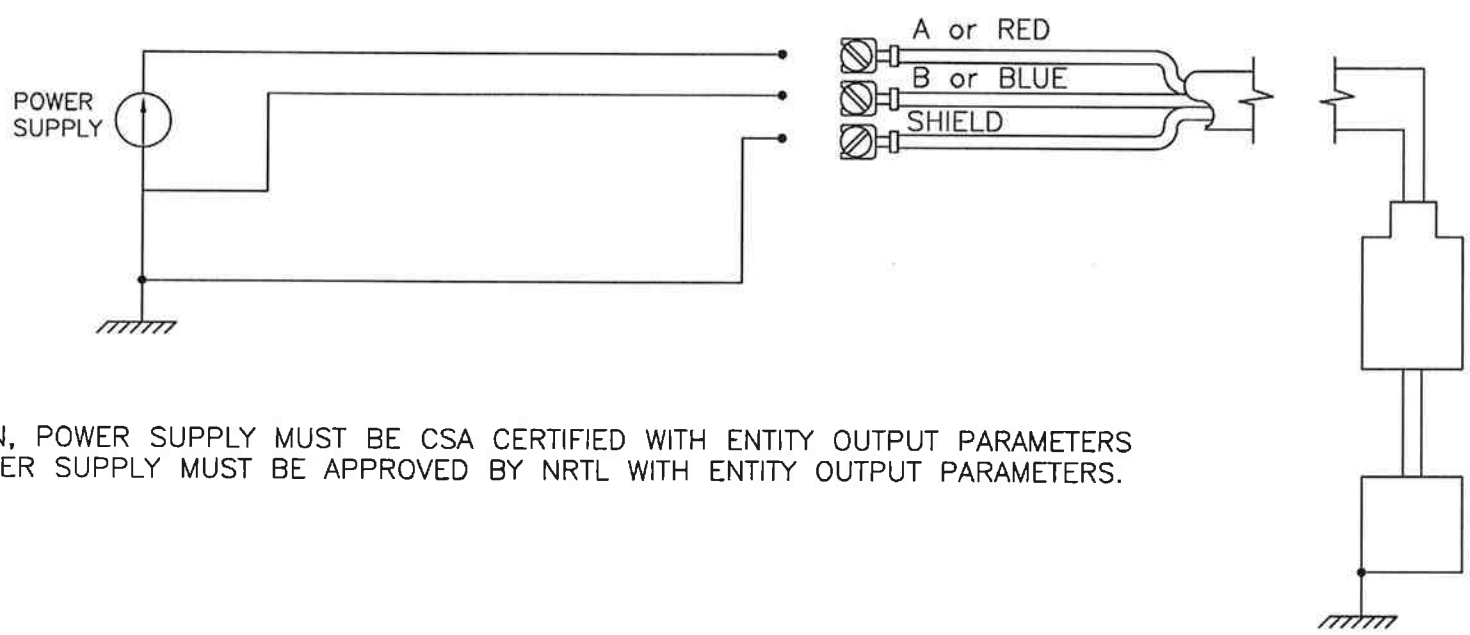 A or RED
B or BLUE
SHIELD
POWER
SUPPLY
POWER SUPPLY MUST BE CSA CERTIFIED WITH ENTITY OUTPUT PARAMETERS
SUPPLY MUST BE APPROVED BY NRTL WITH ENTITY OUTPUT PARAMETERS.